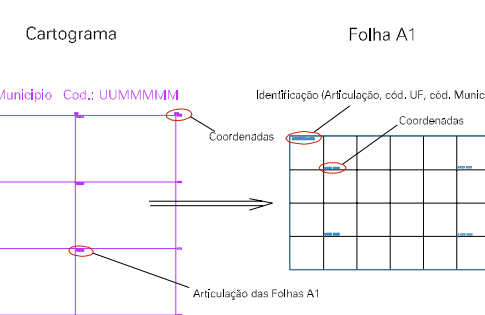 Cartograma
Folha A1
Municipio Cod.: UUMMMMM
Identificação (Articulação, cód. UF, cód. Munic
Coordenadas
Coordenadas
Articulação das Folhas A1